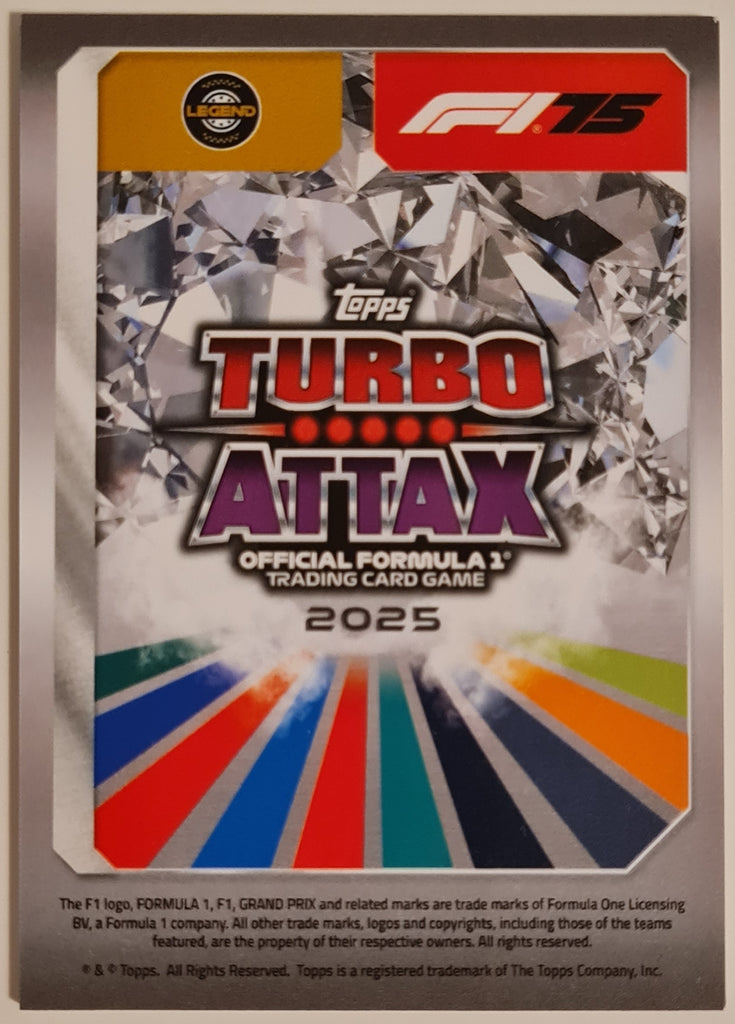 LEGEND
F1® 75
topps®
TURBO
ATTAX
OFFICIAL FORMULA 1®
TRADING CARD GAME
2025
The F1 logo, FORMULA 1, F1, GRAND PRIX and related marks are trade marks of Formula One Licensing
BV, a Formula 1 company. All other trade marks, logos and copyrights, including those of the teams
featured, are the property of their respective owners. All rights reserved.
® & © Topps. All Rights Reserved. Topps is a registered trademark of The Topps Company, Inc.